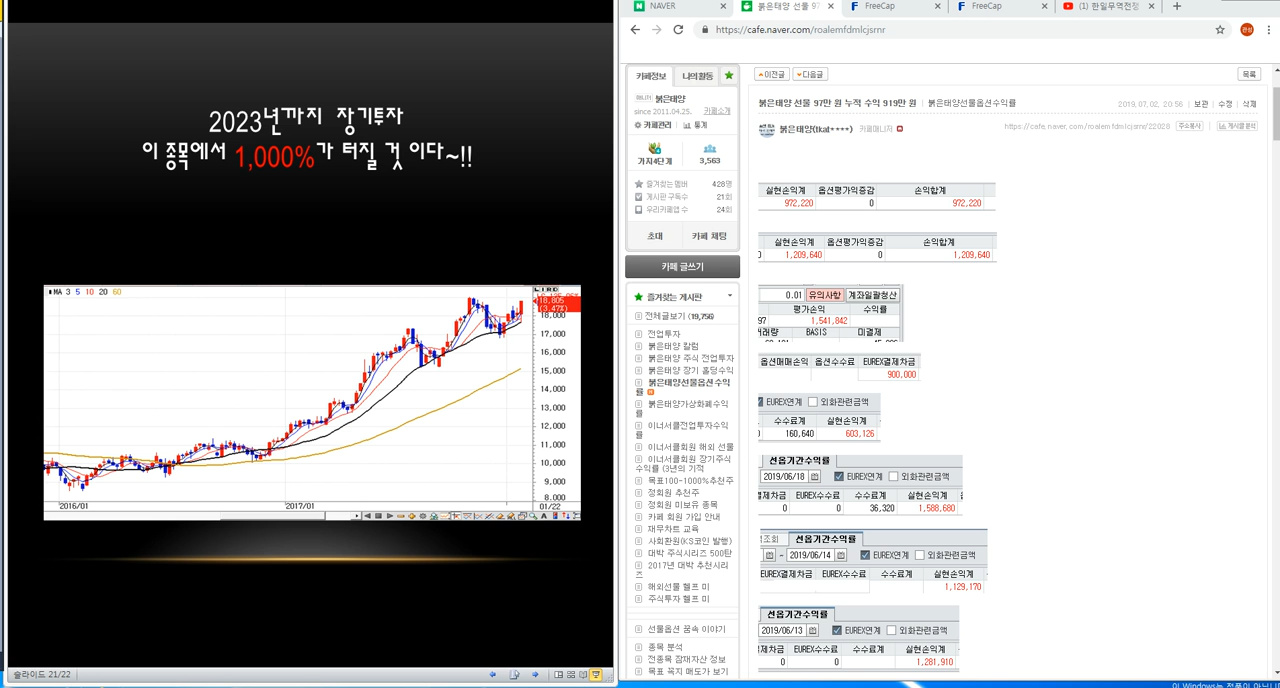 2023년까지 장기투자
이 종목에서 1,000%가 터질 것 이다~!!
MA 3 5 10 20 60
18,805
(3.47%)
18,000
17,000
16,000
15,000
14,000
13,000
12,000
11,000
10,000
9,000
8,000
2016/01
2017/01
01/22
슬라이드 21/22
NAVER
붉은태양 선물 97
FreeCap
FreeCap
(1) 한일무역전쟁
https://cafe.naver.com/roalemfdmlcjsrnr
카페정보
나의활동
붉은태양
since 2011.04.25.
카페소개
카페관리
통계
가지4단계
3,563
즐겨찾는 멤버
428명
게시판 구독수
21회
우리카페앱 수
24회
초대
카페 채팅
카페 글쓰기
즐겨찾는 게시판
전체글보기 (19,756)
전업투자
붉은태양 칼럼
붉은태양 주식 전업투자
붉은태양 장기 홀딩수익
붉은태양선물옵션수익
률
붉은태양가상화폐수익
률
이너서클전업투자수익
률
이너서클회원 해외 선물
이너서클회원 장기주식
수익률 (3년의 기적
목표100-1000%추천주
정회원 추천주
정회원 미보유 종목
카페 회원 가입 안내
재무차트 교육
사회환원(KS코인 발행)
대박 주식시리즈 500탄
2017년 대박 추천시리
즈
해외선물 헬프 미
주식투자 헬프 미
선물옵션 꿈속 이야기
종목 분석
전종목 잠재자산 정보
목표 꼭지 매도가 보기
이전글
다음글
목록
붉은태양 선물 97만 원 누적 수익 919만 원
붉은태양선물옵션수익률
2019, 07, 02, 20:56
보관
수정
삭제
붉은태양(tkat****)
카페매니저
https://cafe.naver.com/roalemfdmlcjsrnr/22028
주소복사
게시물 분석
실현손익계 옵션평가익증감 손익합계
972,220 0 972,220
실현손익계 옵션평가익증감 손익합계
1,209,640 0 1,209,640
0.01 유의사항 계좌일괄청산
평가손익 수익률
97 1,541,842
거래량 BASIS 미결제
옵션매매손익 옵션수수료 EUREX결제차금
900,000
EUREX연계 외화관련금액
수수료계 실현손익계
160,640 603,126
선옵기간수익률
2019/06/18 EUREX연계 외화관련금액
결제차금 EUREX수수료 수수료계 실현손익계
0 0 36,320 1,588,680
조회 선옵기간수익률
~ 2019/06/14 EUREX연계 외화관련금액
EUREX결제차금 EUREX수수료 수수료계 실현손익계
1,129,170
선옵기간수익률
2019/06/13 EUREX연계 외화관련금액
결제차금 EUREX수수료 수수료계 실현손익계
0 0 1,281,910